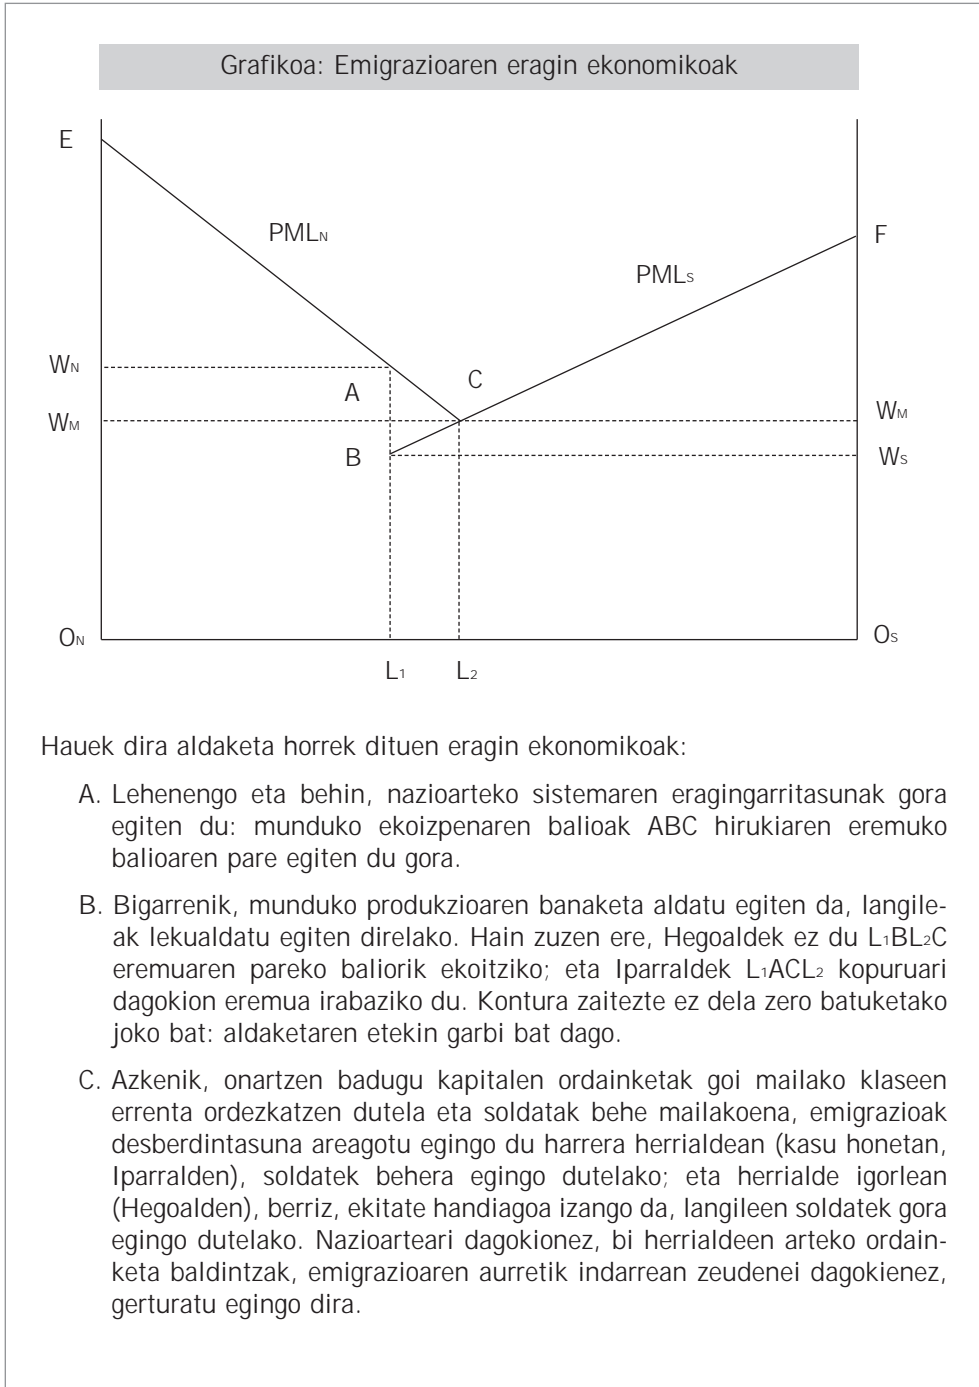 Grafikoa: Emigrazioaren eragin ekonomikoak
E
PMLN
F
PMLS
WN
A
C
WM
WM
B
WS
ON
OS
L1
L2
Hauek dira aldaketa horrek dituen eragin ekonomikoak:
A. Lehenengo eta behin, nazioarteko sistemaren eragingarritasunak gora
egiten du: munduko ekoizpenaren balioak ABC hirukiaren eremuko
balioaren pare egiten du gora.
B. Bigarrenik, munduko produkzioaren banaketa aldatu egiten da, langile-
ak lekualdatu egiten direlako. Hain zuzen ere, Hegoaldek ez du L1BL2C
eremuaren pareko baliorik ekoitziko; eta Iparraldek L1ACL2 kopuruari
dagokion eremua irabaziko du. Kontura zaitezte ez dela zero batuketako
joko bat: aldaketaren etekin garbi bat dago.
C. Azkenik, onartzen badugu kapitalen ordainketak goi mailako klaseen
errenta ordezkatzen dutela eta soldatak behe mailakoena, emigrazioak
desberdintasuna areagotu egingo du harrera herrialdean (kasu honetan,
Iparralden), soldatek behera egingo dutelako; eta herrialde igorlean
(Hegoalden), berriz, ekitate handiagoa izango da, langileen soldatek gora
egingo dutelako. Nazioarteari dagokionez, bi herrialdeen arteko ordain-
keta baldintzak, emigrazioaren aurretik indarrean zeudenei dagokienez,
gerturatu egingo dira.